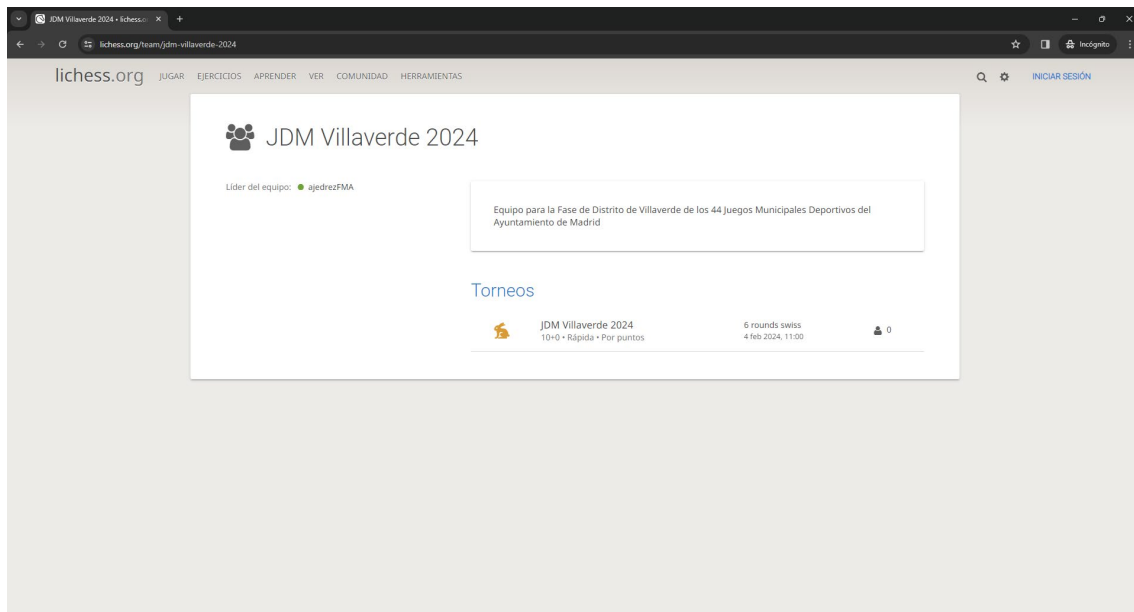 JDM Villaverde 2024 • lichess.o
lichess.org/team/jdm-villaverde-2024
Incógnito
lichess.org JUGAR EJERCICIOS APRENDER VER COMUNIDAD HERRAMIENTAS INICIAR SESIÓN
JDM Villaverde 2024
Líder del equipo: ajedrezFMA
Equipo para la Fase de Distrito de Villaverde de los 44 Juegos Municipales Deportivos del
Ayuntamiento de Madrid
Torneos
JDM Villaverde 2024 6 rounds swiss 0
10+0 • Rápida • Por puntos 4 feb 2024, 11:00